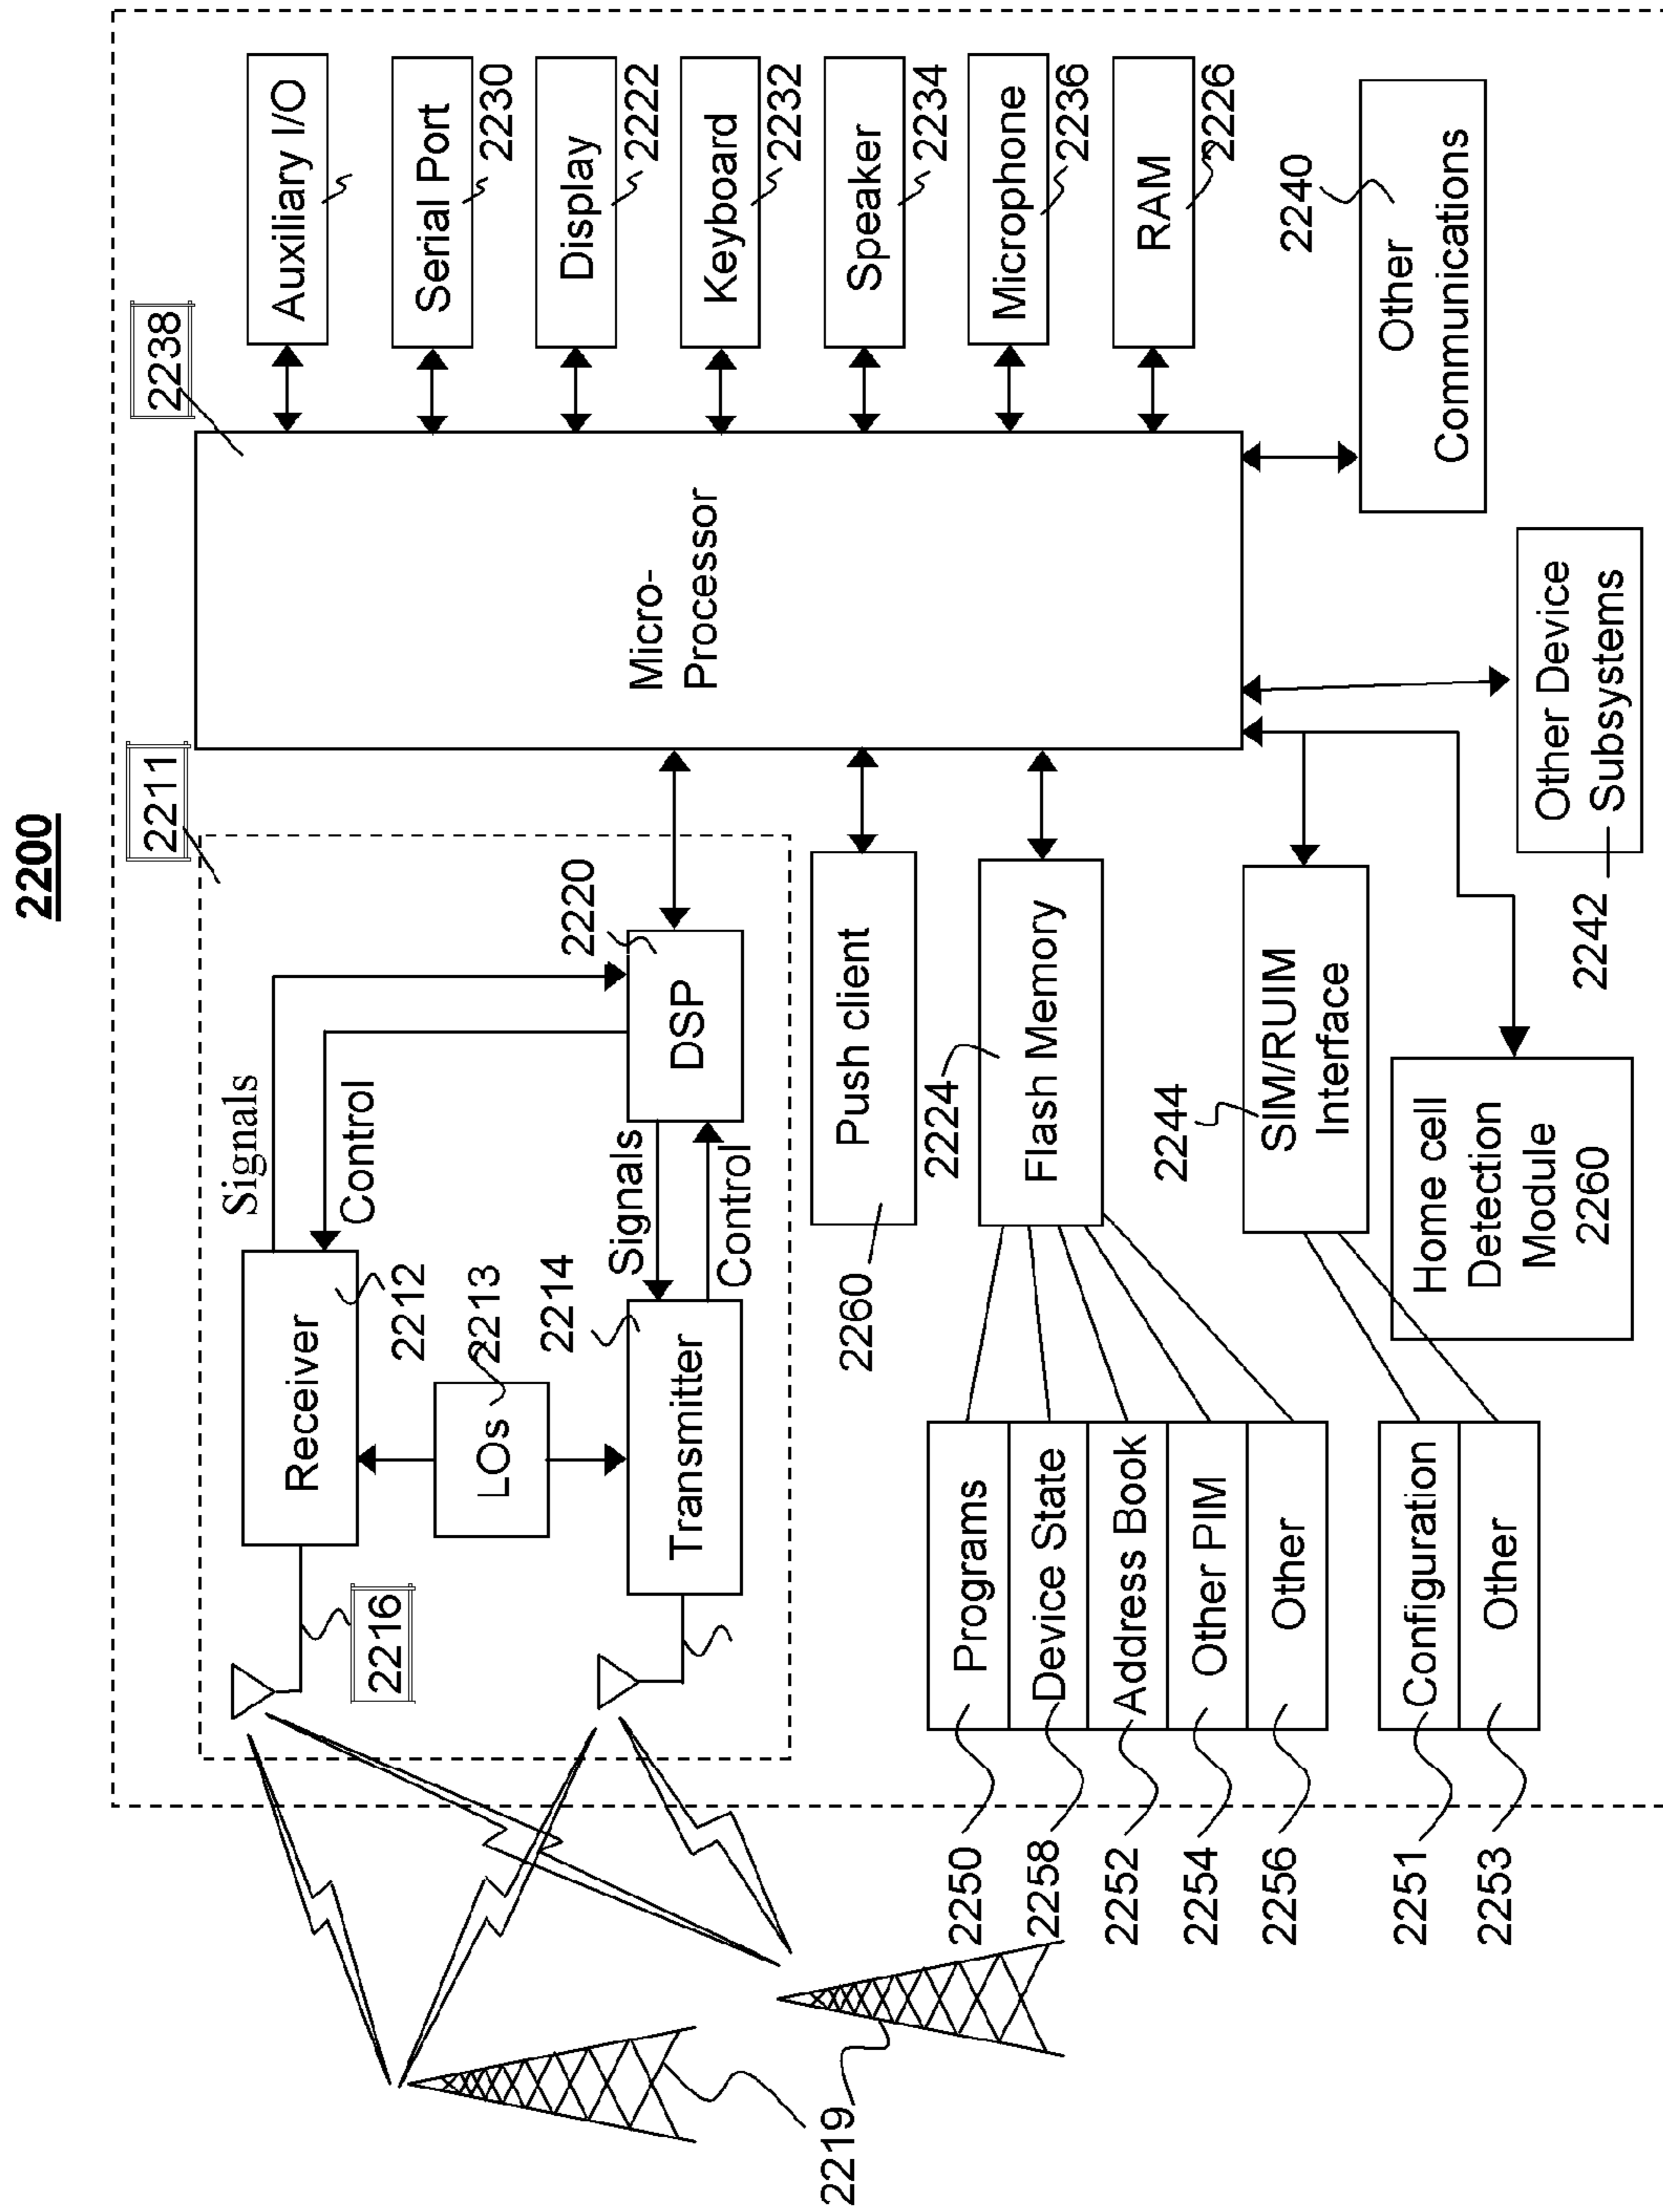 2200
2211
2238
Receiver
2212
Signals
Control
2216
LOs
2213
2214
Transmitter
Signals
Control
DSP
2220
Micro-
Processor
Auxiliary I/O
Serial Port
2230
Display
2222
Keyboard
2232
Speaker
2234
Microphone
2236
RAM
2226
2240
Other
Communications
Push client
2260
2224
Flash Memory
2244
SIM/RUIM
Interface
Home cell
Detection
Module
2260
Other Device
Subsystems
2242
Programs
Device State
Address Book
Other PIM
Other
Configuration
Other
2250
2258
2252
2254
2256
2251
2253
2219